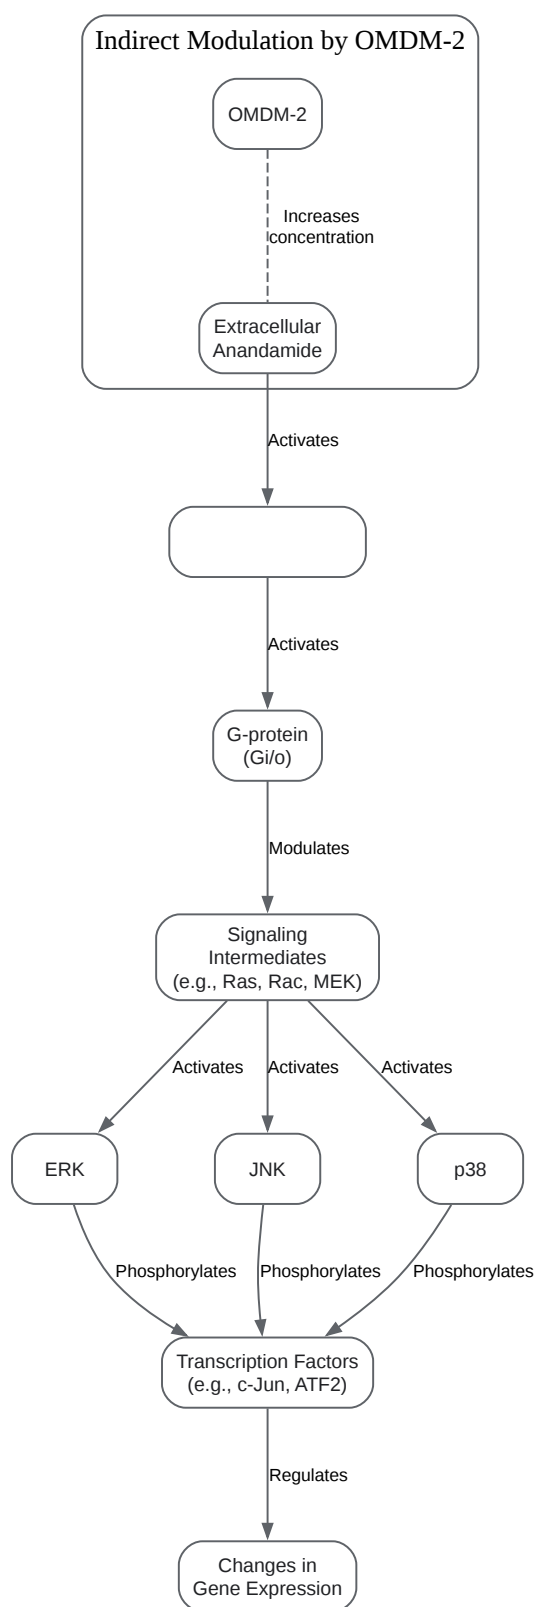 Indirect Modulation by OMDM-2
OMDM-2
Increases
concentration
Extracellular
Anandamide
Activates
Activates
G-protein
(Gi/o)
Modulates
Signaling
Intermediates
(e.g., Ras, Rac, MEK)
Activates
Activates
Activates
ERK
JNK
p38
Phosphorylates
Phosphorylates
Phosphorylates
Transcription Factors
(e.g., c-Jun, ATF2)
Regulates
Changes in
Gene Expression